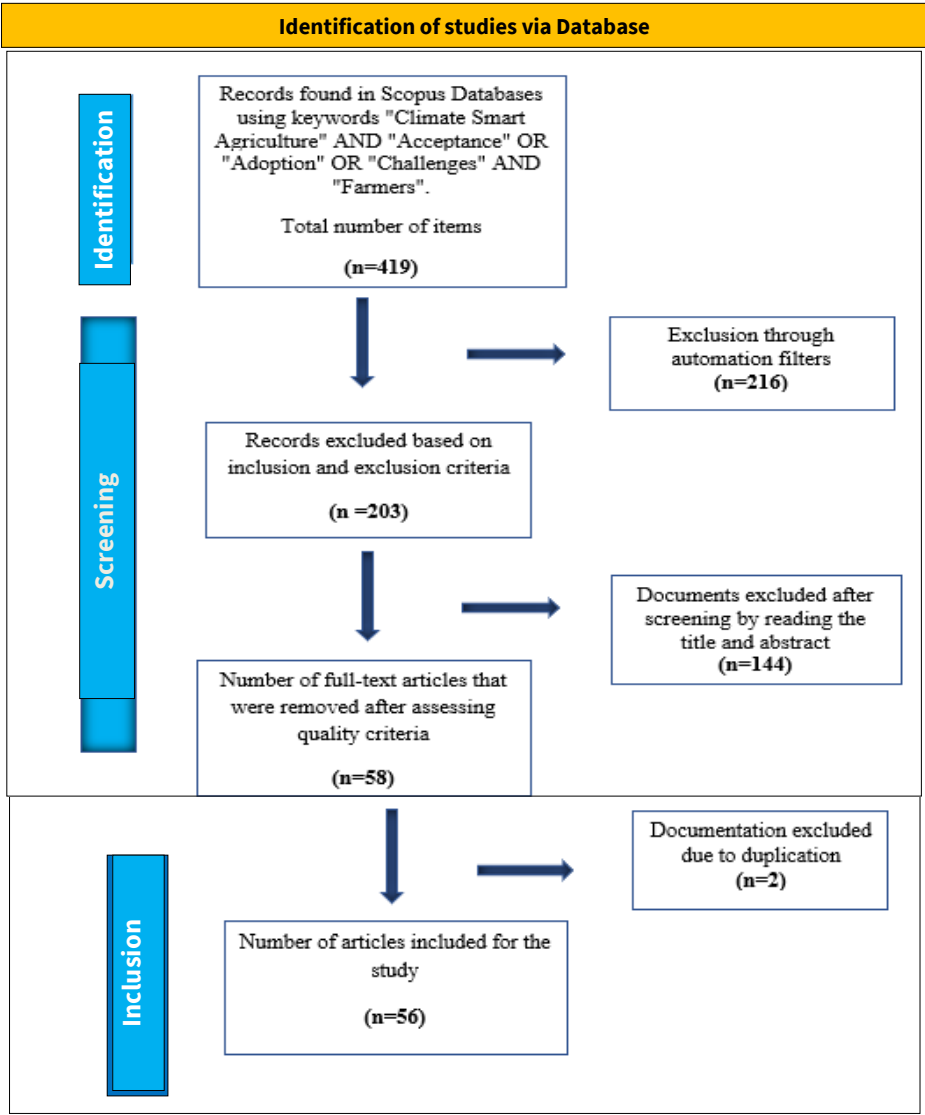 Identification of studies via Database
Identification
Records found in Scopus Databases
using keywords "Climate Smart
Agriculture" AND "Acceptance" OR
"Adoption" OR "Challenges" AND
"Farmers".
Total number of items
(n=419)
Screening
Exclusion through
automation filters
(n=216)
Records excluded based on
inclusion and exclusion criteria
(n =203)
Documents excluded after
screening by reading the
title and abstract
(n=144)
Number of full-text articles that
were removed after assessing
quality criteria
(n=58)
Inclusion
Documentation excluded
due to duplication
(n=2)
Number of articles included for the
study
(n=56)